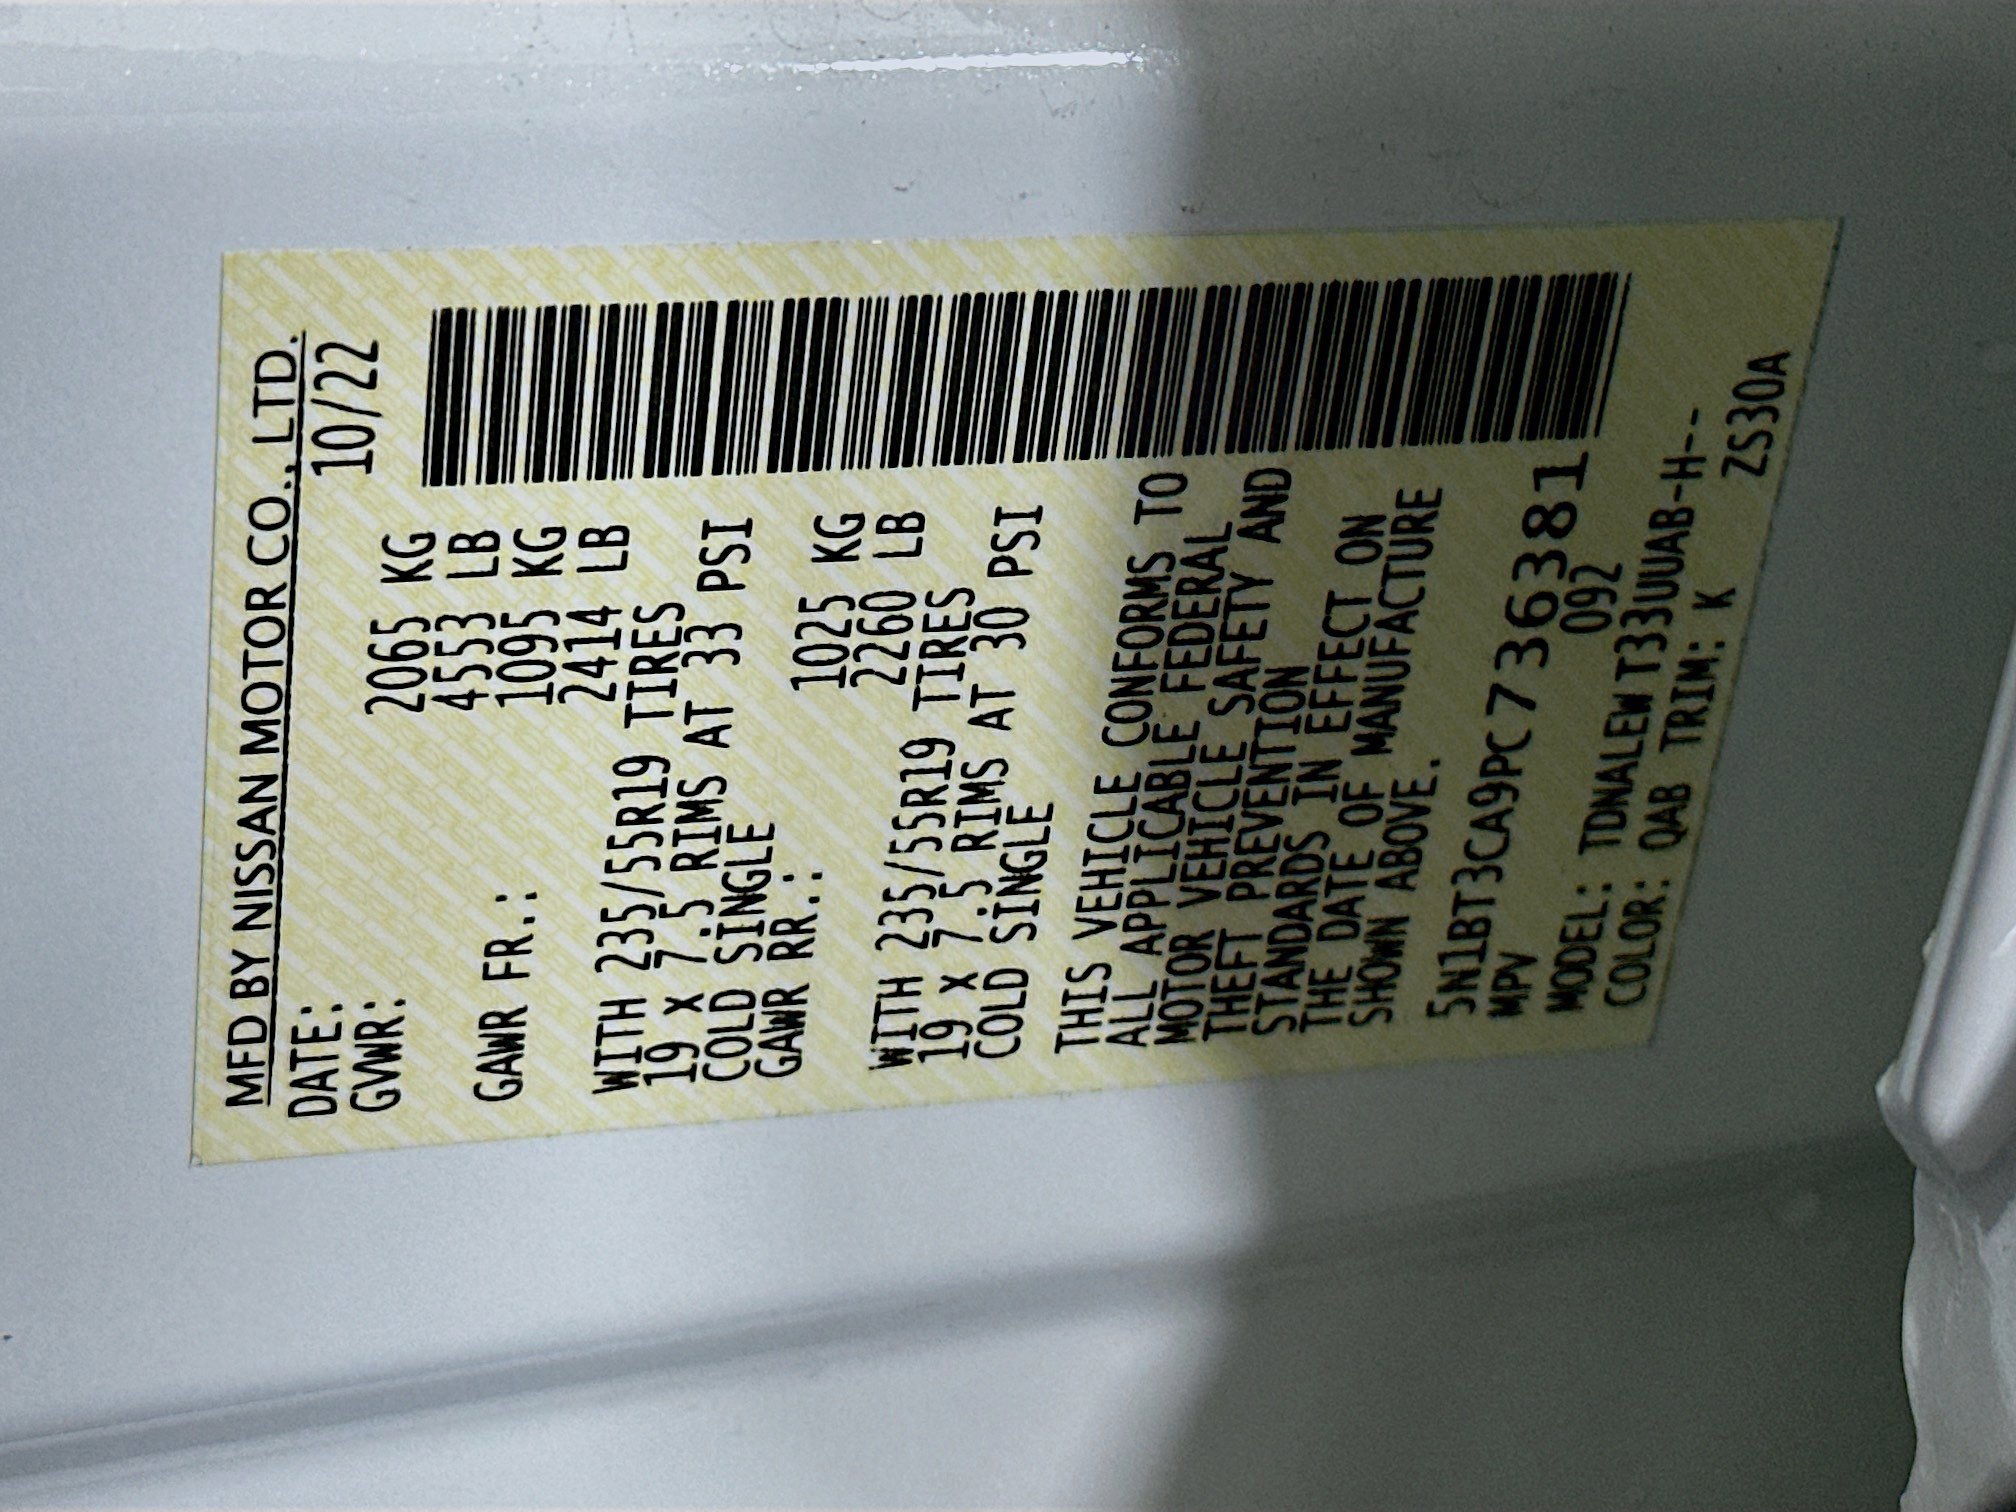 MFD BY NISSAN MOTOR CO., LTD.
DATE: 10/22
GVWR: 2065 KG
4553 LB
GAWR FR.: 1095 KG
2414 LB
WITH 235/55R19 TIRES
19 x 7.5 RIMS AT 33 PSI
COLD SINGLE
GAWR RR.: 1025 KG
2260 LB
WITH 235/55R19 TIRES
19 x 7.5 RIMS AT 30 PSI
COLD SINGLE
THIS VEHICLE CONFORMS TO
ALL APPLICABLE FEDERAL
MOTOR VEHICLE SAFETY AND
THEFT PREVENTION
STANDARDS IN EFFECT ON
THE DATE OF MANUFACTURE
SHOWN ABOVE.
5N1BT3CA9PC736381
MPV 092
MODEL: TDNALEWT33UUAB-H--
COLOR: QAB TRIM: K
ZS30A